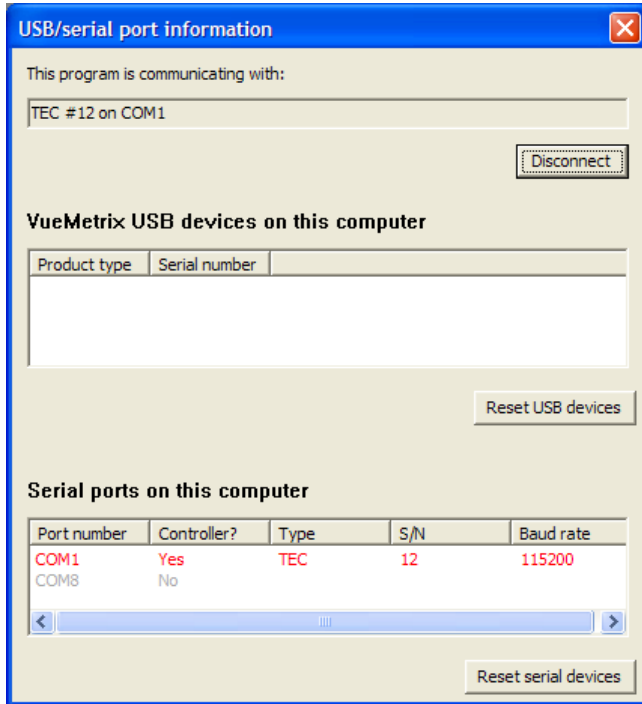 USB/serial port information
This program is communicating with:
TEC #12 on COM1
Disconnect
VueMetrix USB devices on this computer
Product type Serial number
Reset USB devices
Serial ports on this computer
Port number Controller? Type S/N Baud rate
COM1 Yes TEC 12 115200
COM8 No
Reset serial devices